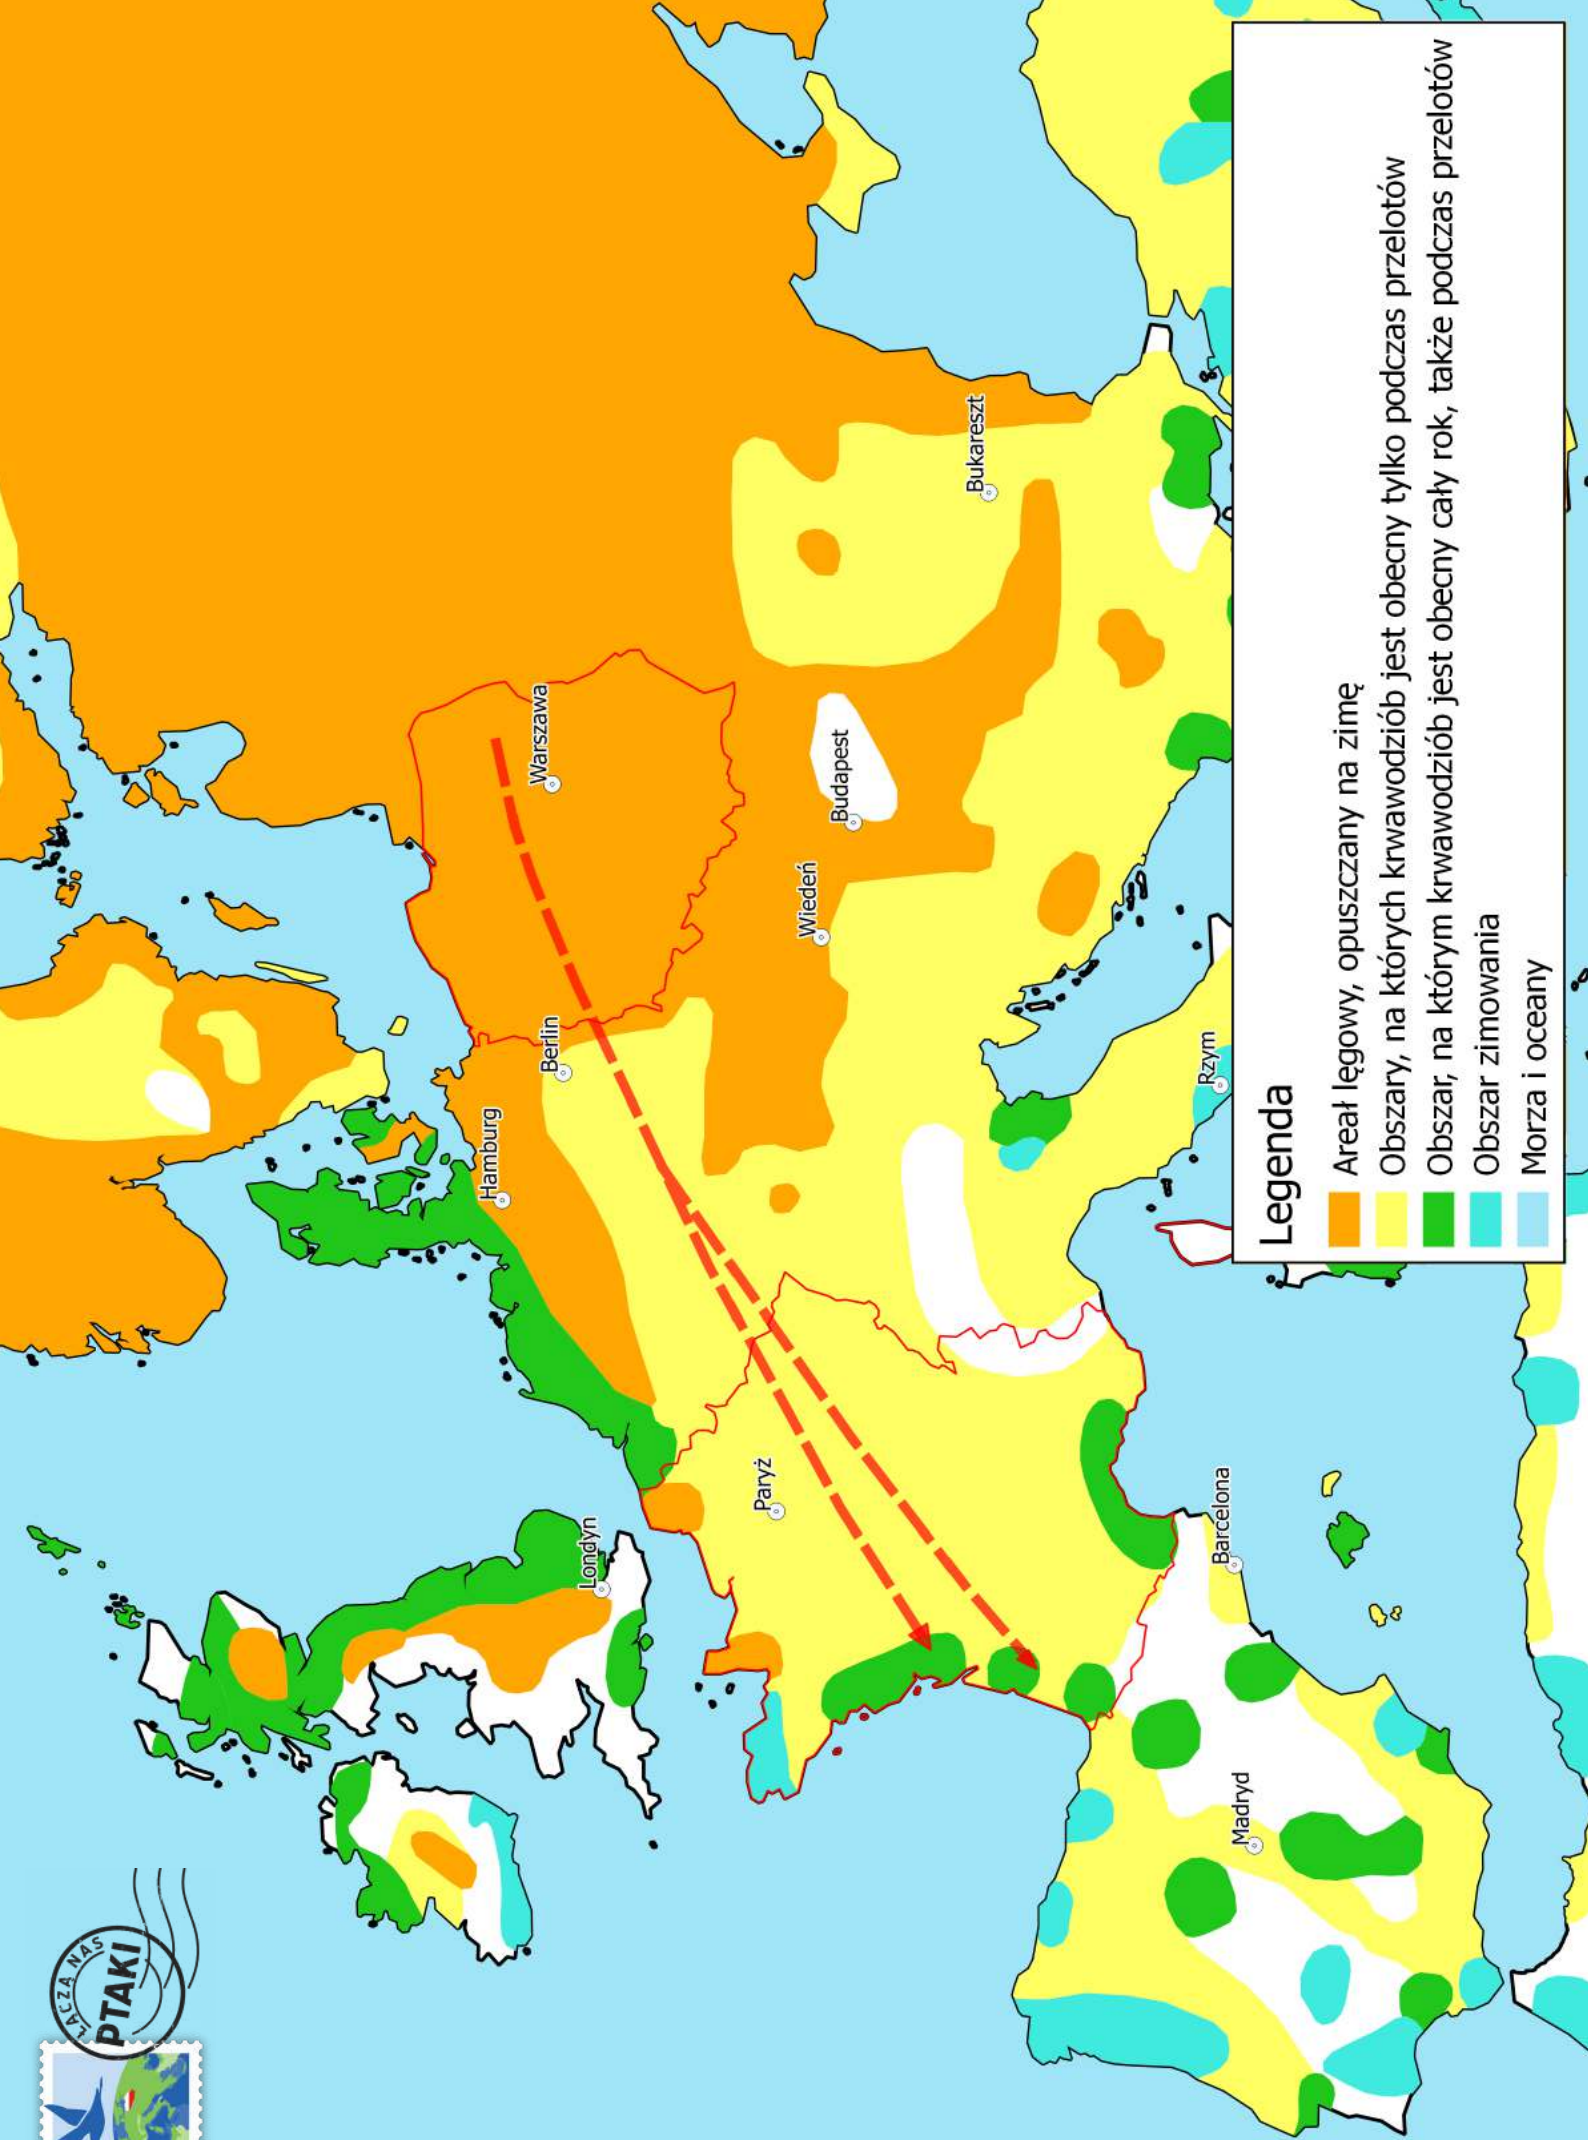 ŁĄCZĄ NAS
PTAKI
Londyn
Hamburg
Berlin
Warszawa
Paryż
Wiedeń
Budapest
Bukareszt
Madryd
Barcelona
Rzym
Legenda
Areał lęgowy, opuszczany na zimę
Obszary, na których krwawodziób jest obecny tylko podczas przelotów
Obszar, na którym krwawodziób jest obecny cały rok, także podczas przelotów
Obszar zimowania
Morza i oceany